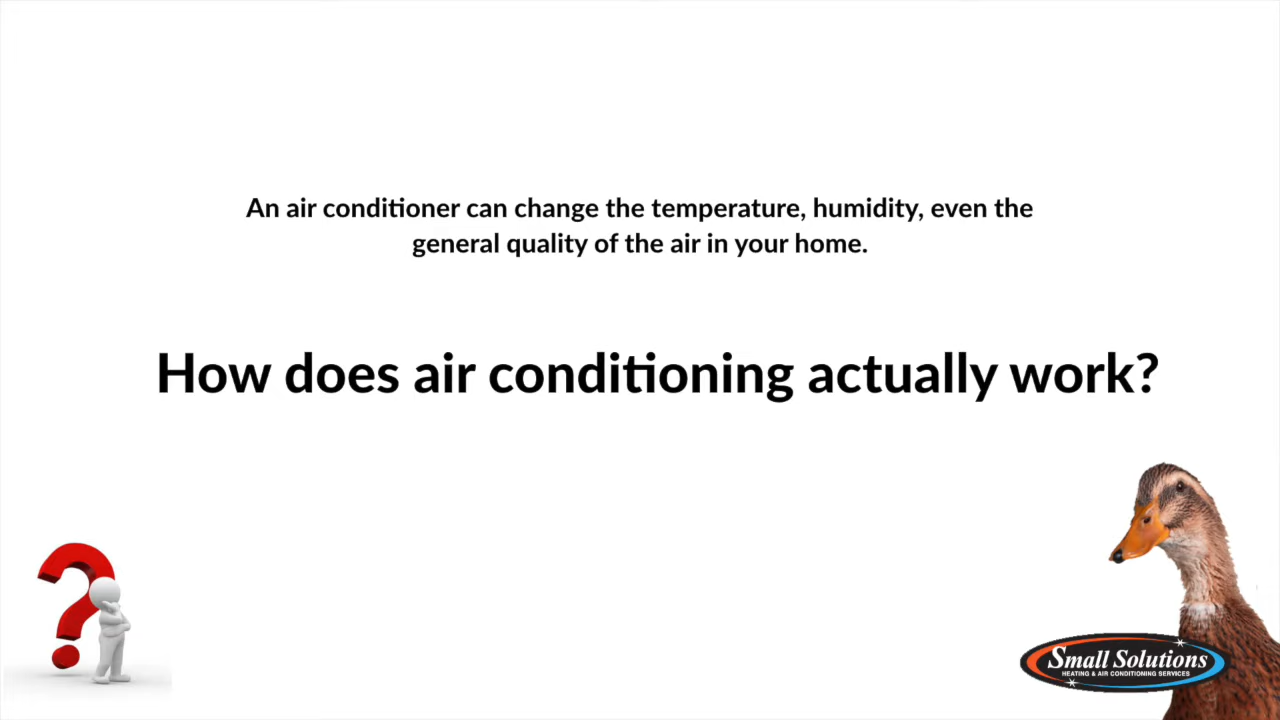 An air conditioner can change the temperature, humidity, even the
general quality of the air in your home.
How does air conditioning actually work?
Small Solutions
HEATING & AIR CONDITIONING SERVICES